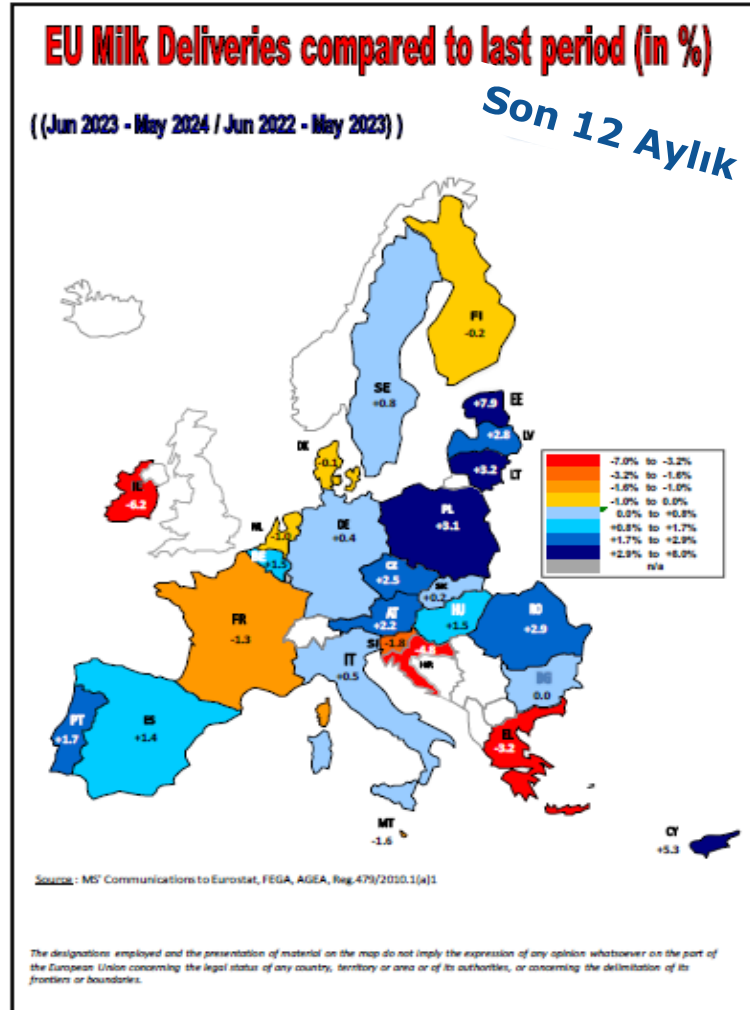 EU Milk Deliveries compared to last period (in %)
Son 12 Aylık
( (Jun 2023 - May 2024 / Jun 2022 - May 2023) )
FI
-0.2
SE
+0.8
+7.9 EE
+2.8 LV
+3.2 LT
DK
-0.1
IL
-6.2
-7.0% to -3.2%
-3.2% to -1.6%
-1.6% to -1.0%
-1.0% to 0.0%
0.0% to +0.8%
+0.8% to +1.7%
+1.7% to +2.9%
+2.9% to +8.0%
n/a
NL
-1.0
DE
+0.4
PL
+3.1
BE
+1.5
CZ
+2.5
SK
+0.2
AT
+2.2
HU
+1.5
RO
+2.9
FR
-1.3
SI -1.8
-4.8
HR
IT
+0.5
BG
0.0
PT
+1.7
ES
+1.4
EL
-3.2
MT
-1.6
CY
+5.3
Source : MS' Communications to Eurostat, FEGA, AGEA, Reg.479/2010.1(a)1
The designations employed and the presentation of material on the map do not imply the expression of any opinion whatsoever on the part of
the European Union concerning the legal status of any country, territory or area or of its authorities, or concerning the delimitation of its
frontiers or boundaries.